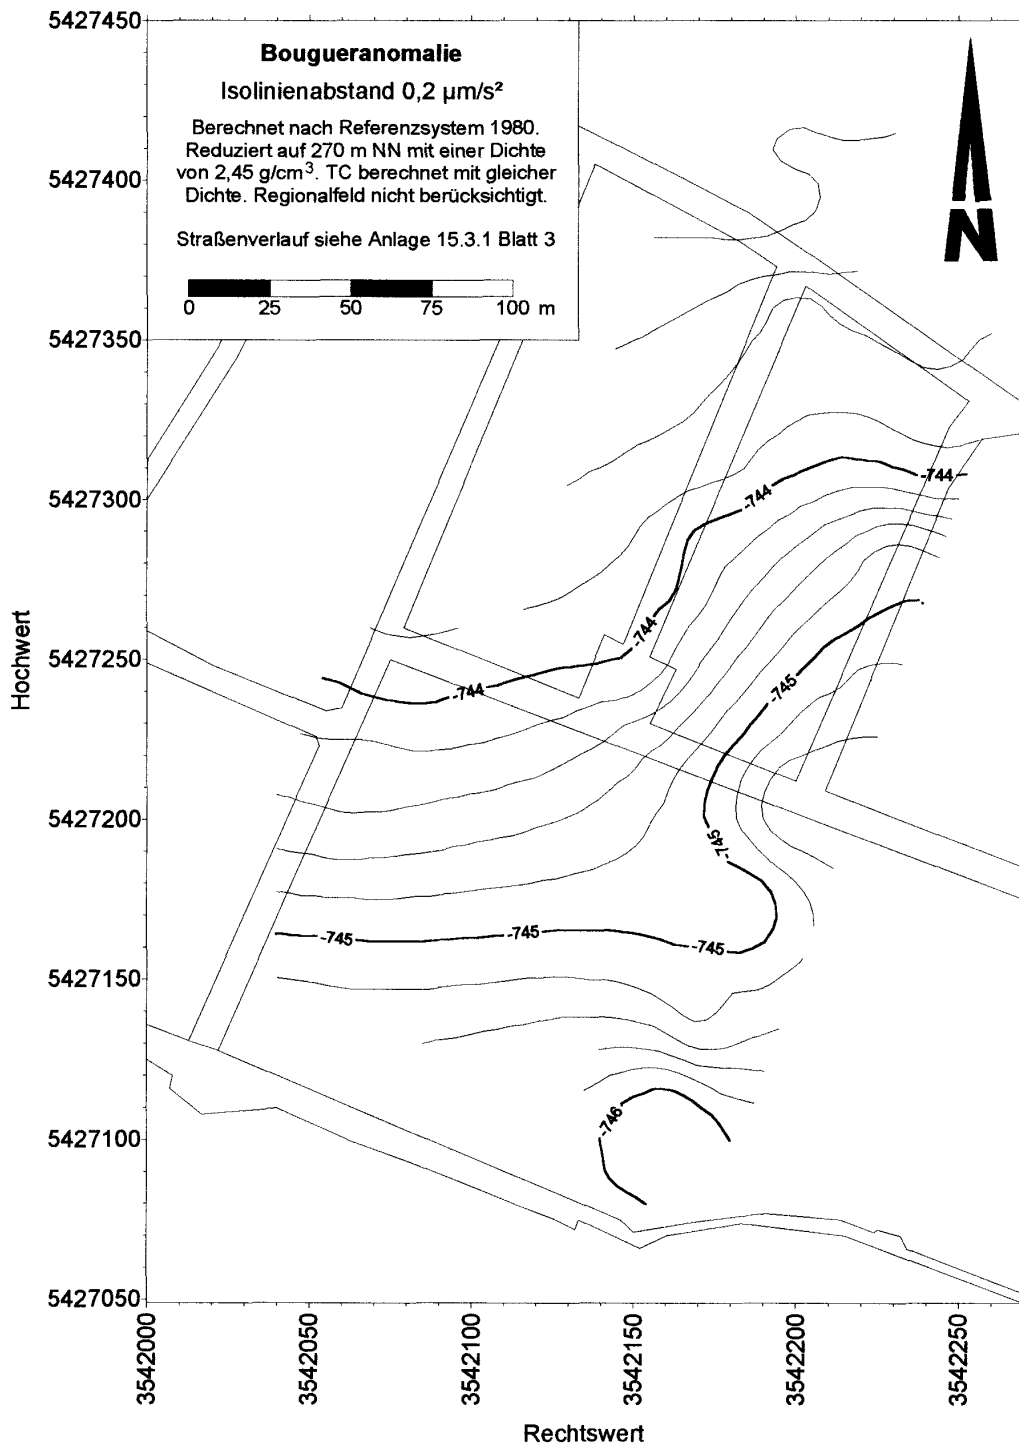 5427450
Bougueranomalie
Isolinienabstand 0,2 µm/s²
Berechnet nach Referenzsystem 1980.
Reduziert auf 270 m NN mit einer Dichte
von 2,45 g/cm³. TC berechnet mit gleicher
Dichte. Regionalfeld nicht berücksichtigt.
Straßenverlauf siehe Anlage 15.3.1 Blatt 3
0 25 50 75 100 m
N
5427400
5427350
5427300
5427250
5427200
5427150
5427100
5427050
-744
-744
-744
-744
-745
-745
-745
-745
-745
-746
Hochwert
3542000
3542050
3542100
3542150
3542200
3542250
Rechtswert